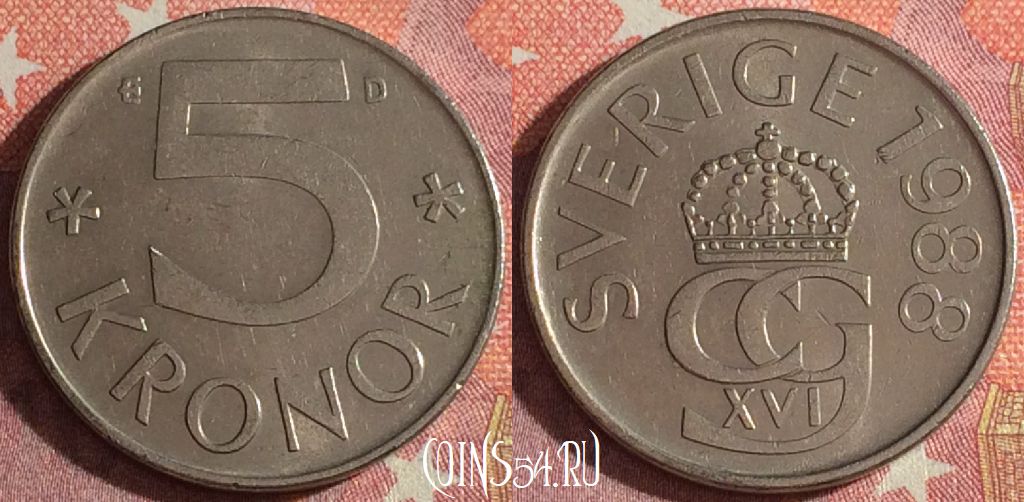 5
D
KRONOR
SVERIGE 1988
CG
XVI
COINS54.RU